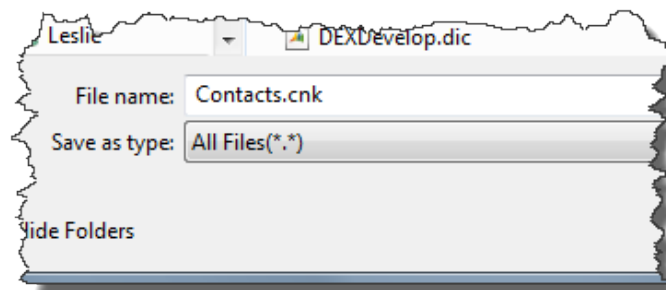 Leslie DEXDevelop.dic
File name: Contacts.cnk
Save as type: All Files(*.*)
lide Folders